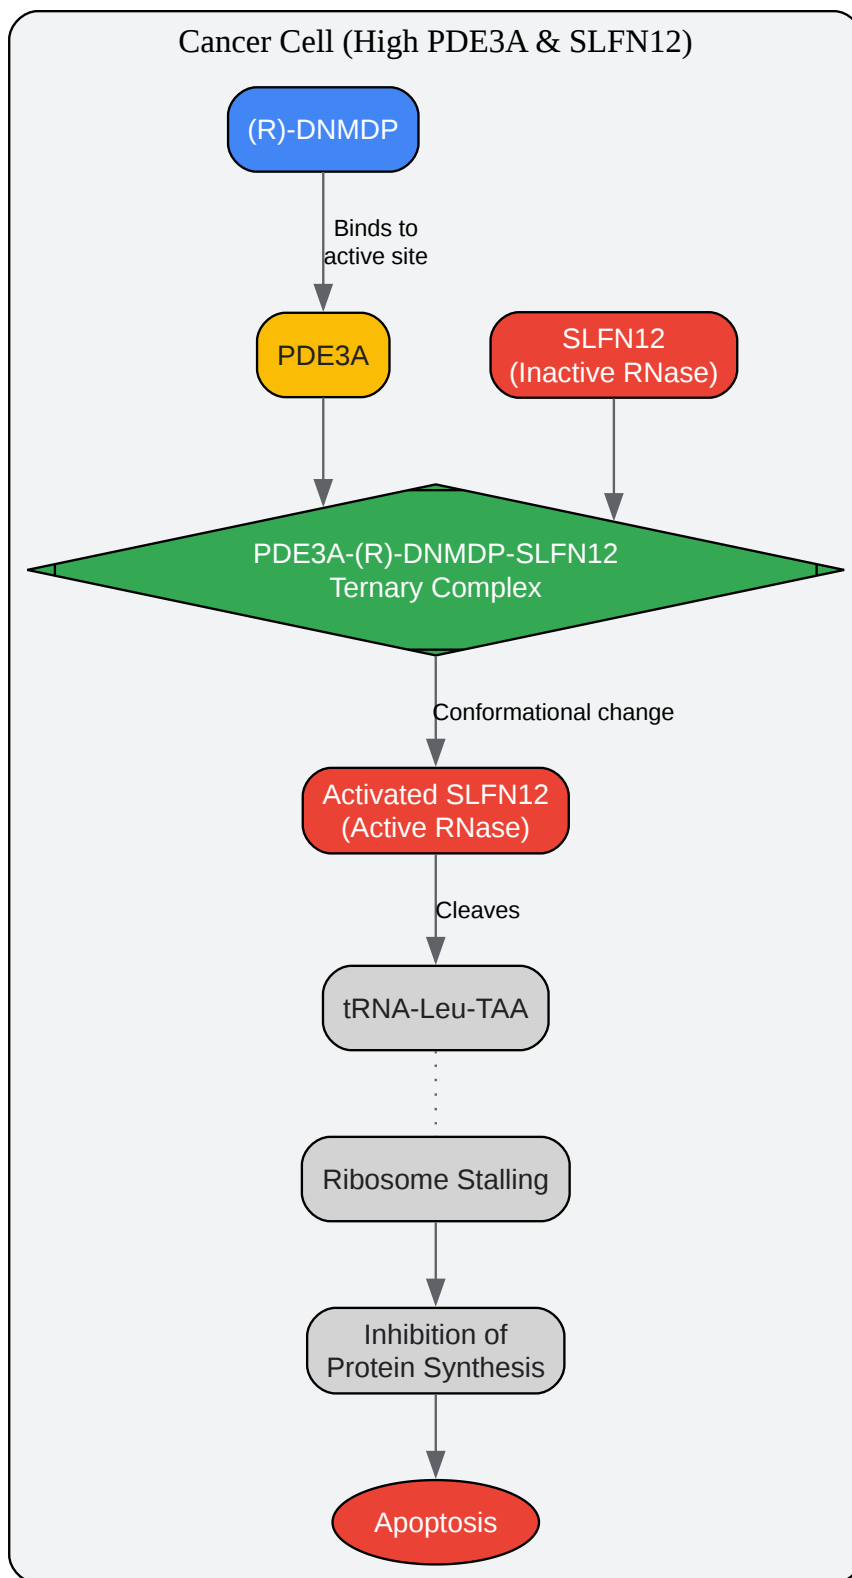 Cancer Cell (High PDE3A & SLFN12)
(R)-DNMDP
Binds to
active site
PDE3A
SLFN12
(Inactive RNase)
PDE3A-(R)-DNMDP-SLFN12
Ternary Complex
Conformational change
Activated SLFN12
(Active RNase)
Cleaves
tRNA-Leu-TAA
Ribosome Stalling
Inhibition of
Protein Synthesis
Apoptosis